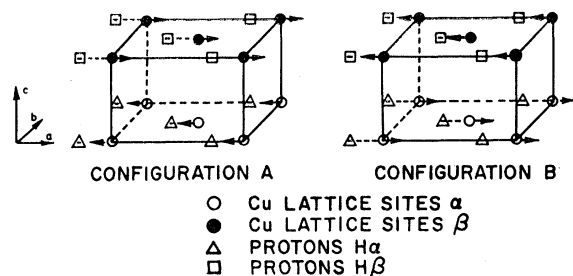 c
b
a
CONFIGURATION A
CONFIGURATION B
Cu LATTICE SITES α
Cu LATTICE SITES β
PROTONS Hα
PROTONS Hβ